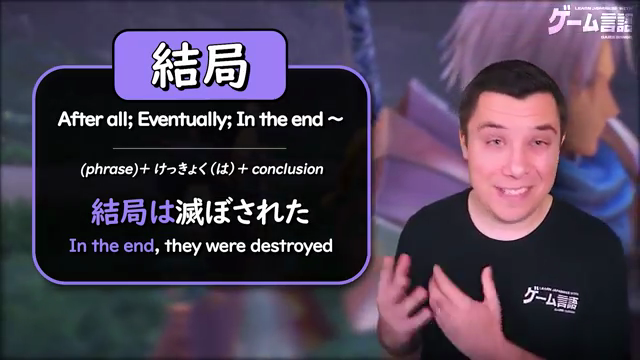 結局
After all; Eventually; In the end ～
(phrase)+ けっきょく(は)+ conclusion
結局は滅ぼされた
In the end, they were destroyed
ゲーム言語
ゲーム言語